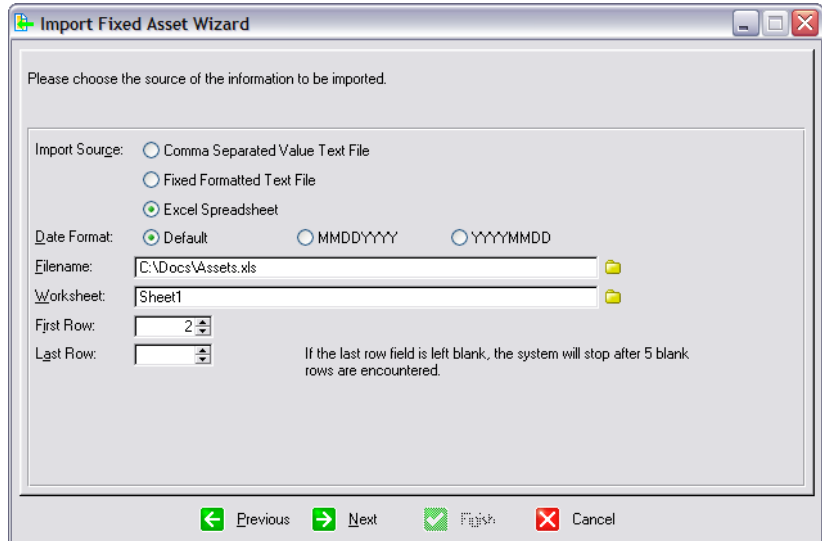 Import Fixed Asset Wizard
Please choose the source of the information to be imported.
Import Source: Comma Separated Value Text File
Fixed Formatted Text File
Excel Spreadsheet
Date Format: Default MMDDYYYY YYYYMMDD
Filename: C:\Docs\Assets.xls
Worksheet: Sheet1
First Row: 2
Last Row: If the last row field is left blank, the system will stop after 5 blank
rows are encountered.
Previous Next Finish Cancel